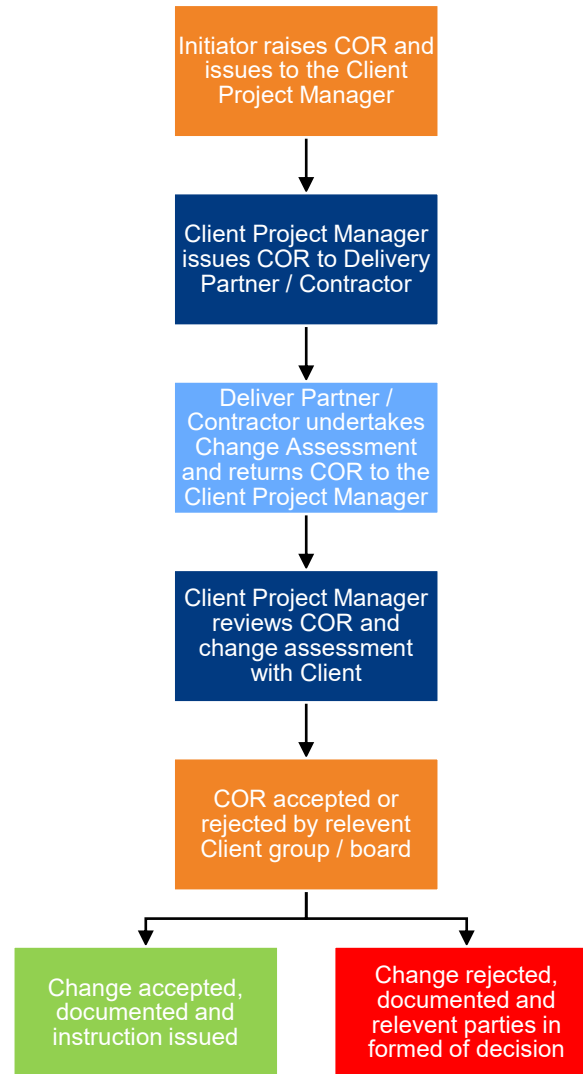 Initiator raises COR and
issues to the Client
Project Manager
Client Project Manager
issues COR to Delivery
Partner / Contractor
Deliver Partner /
Contractor undertakes
Change Assessment
and returns COR to the
Client Project Manager
Client Project Manager
reviews COR and
change assessment
with Client
COR accepted or
rejected by relevent
Client group / board
Change accepted,
documented and
instruction issued
Change rejected,
documented and
relevent parties in
formed of decision